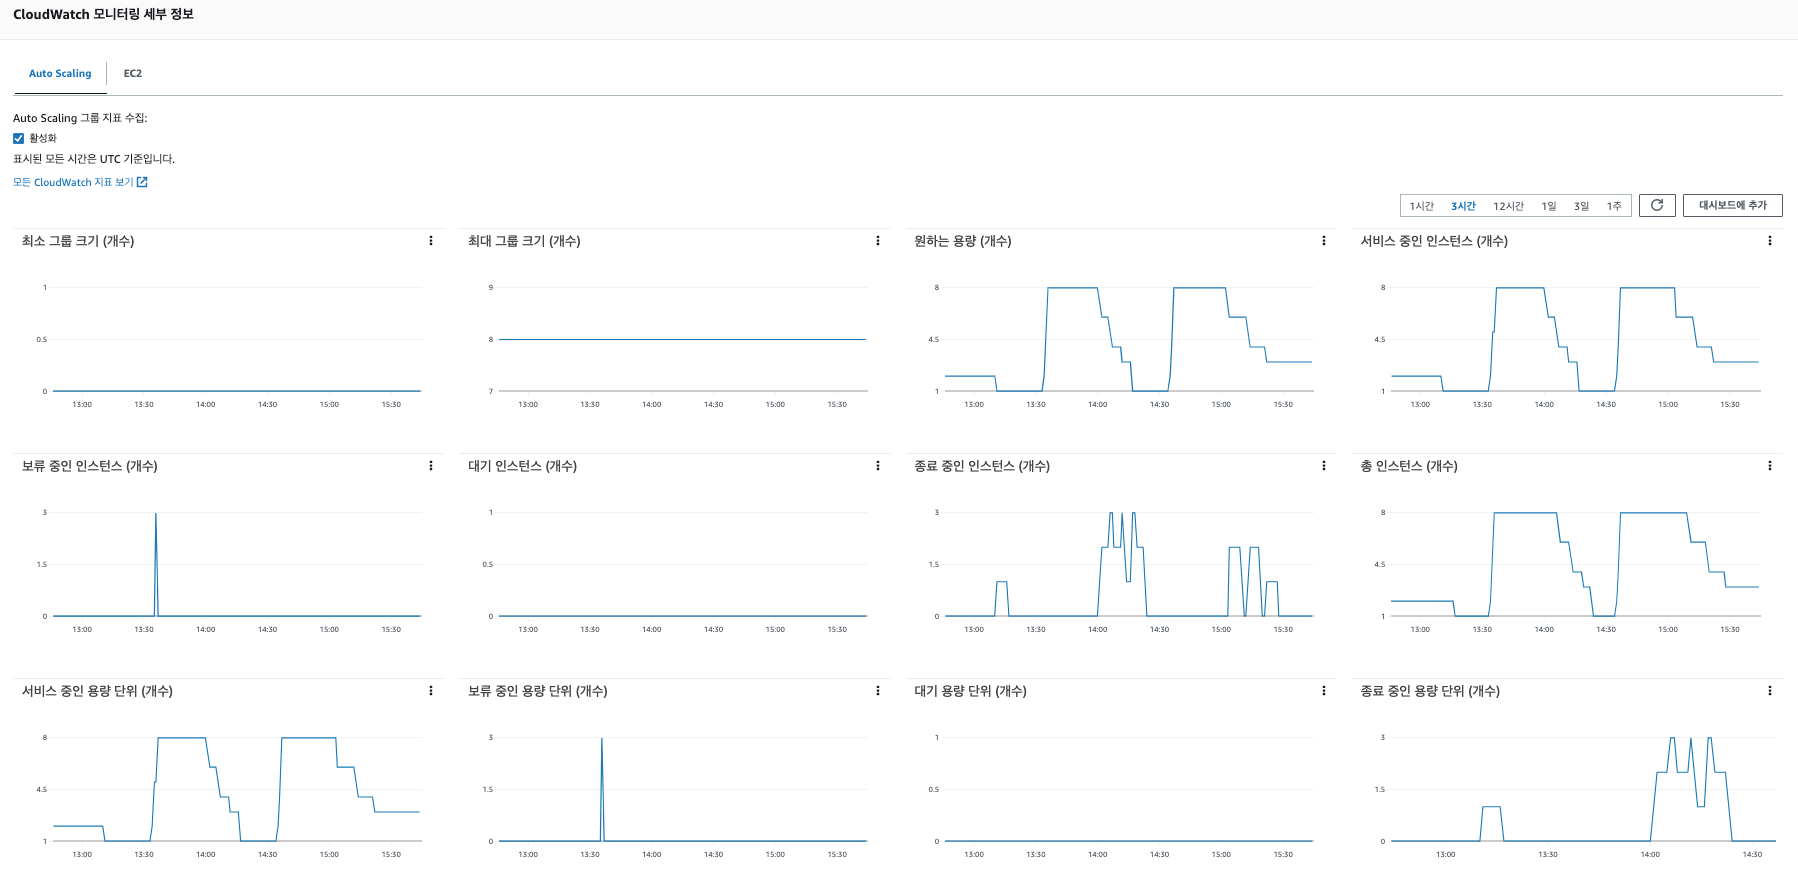 CloudWatch 모니터링 세부 정보
Auto Scaling
EC2
Auto Scaling 그룹 지표 수집:
활성화
표시된 모든 시간은 UTC 기준입니다.
모든 CloudWatch 지표 보기
1시간 3시간 12시간 1일 3일 1주
대시보드에 추가
최소 그룹 크기 (개수)
1
0.5
0
13:00 13:30 14:00 14:30 15:00 15:30
최대 그룹 크기 (개수)
9
8
7
13:00 13:30 14:00 14:30 15:00 15:30
원하는 용량 (개수)
8
4.5
1
13:00 13:30 14:00 14:30 15:00 15:30
서비스 중인 인스턴스 (개수)
8
4.5
1
13:00 13:30 14:00 14:30 15:00 15:30
보류 중인 인스턴스 (개수)
3
1.5
0
13:00 13:30 14:00 14:30 15:00 15:30
대기 인스턴스 (개수)
1
0.5
0
13:00 13:30 14:00 14:30 15:00 15:30
종료 중인 인스턴스 (개수)
3
1.5
0
13:00 13:30 14:00 14:30 15:00 15:30
총 인스턴스 (개수)
8
4.5
1
13:00 13:30 14:00 14:30 15:00 15:30
서비스 중인 용량 단위 (개수)
8
4.5
1
13:00 13:30 14:00 14:30 15:00 15:30
보류 중인 용량 단위 (개수)
3
1.5
0
13:00 13:30 14:00 14:30 15:00 15:30
대기 용량 단위 (개수)
1
0.5
0
13:00 13:30 14:00 14:30 15:00 15:30
종료 중인 용량 단위 (개수)
3
1.5
0
13:00 13:30 14:00 14:30